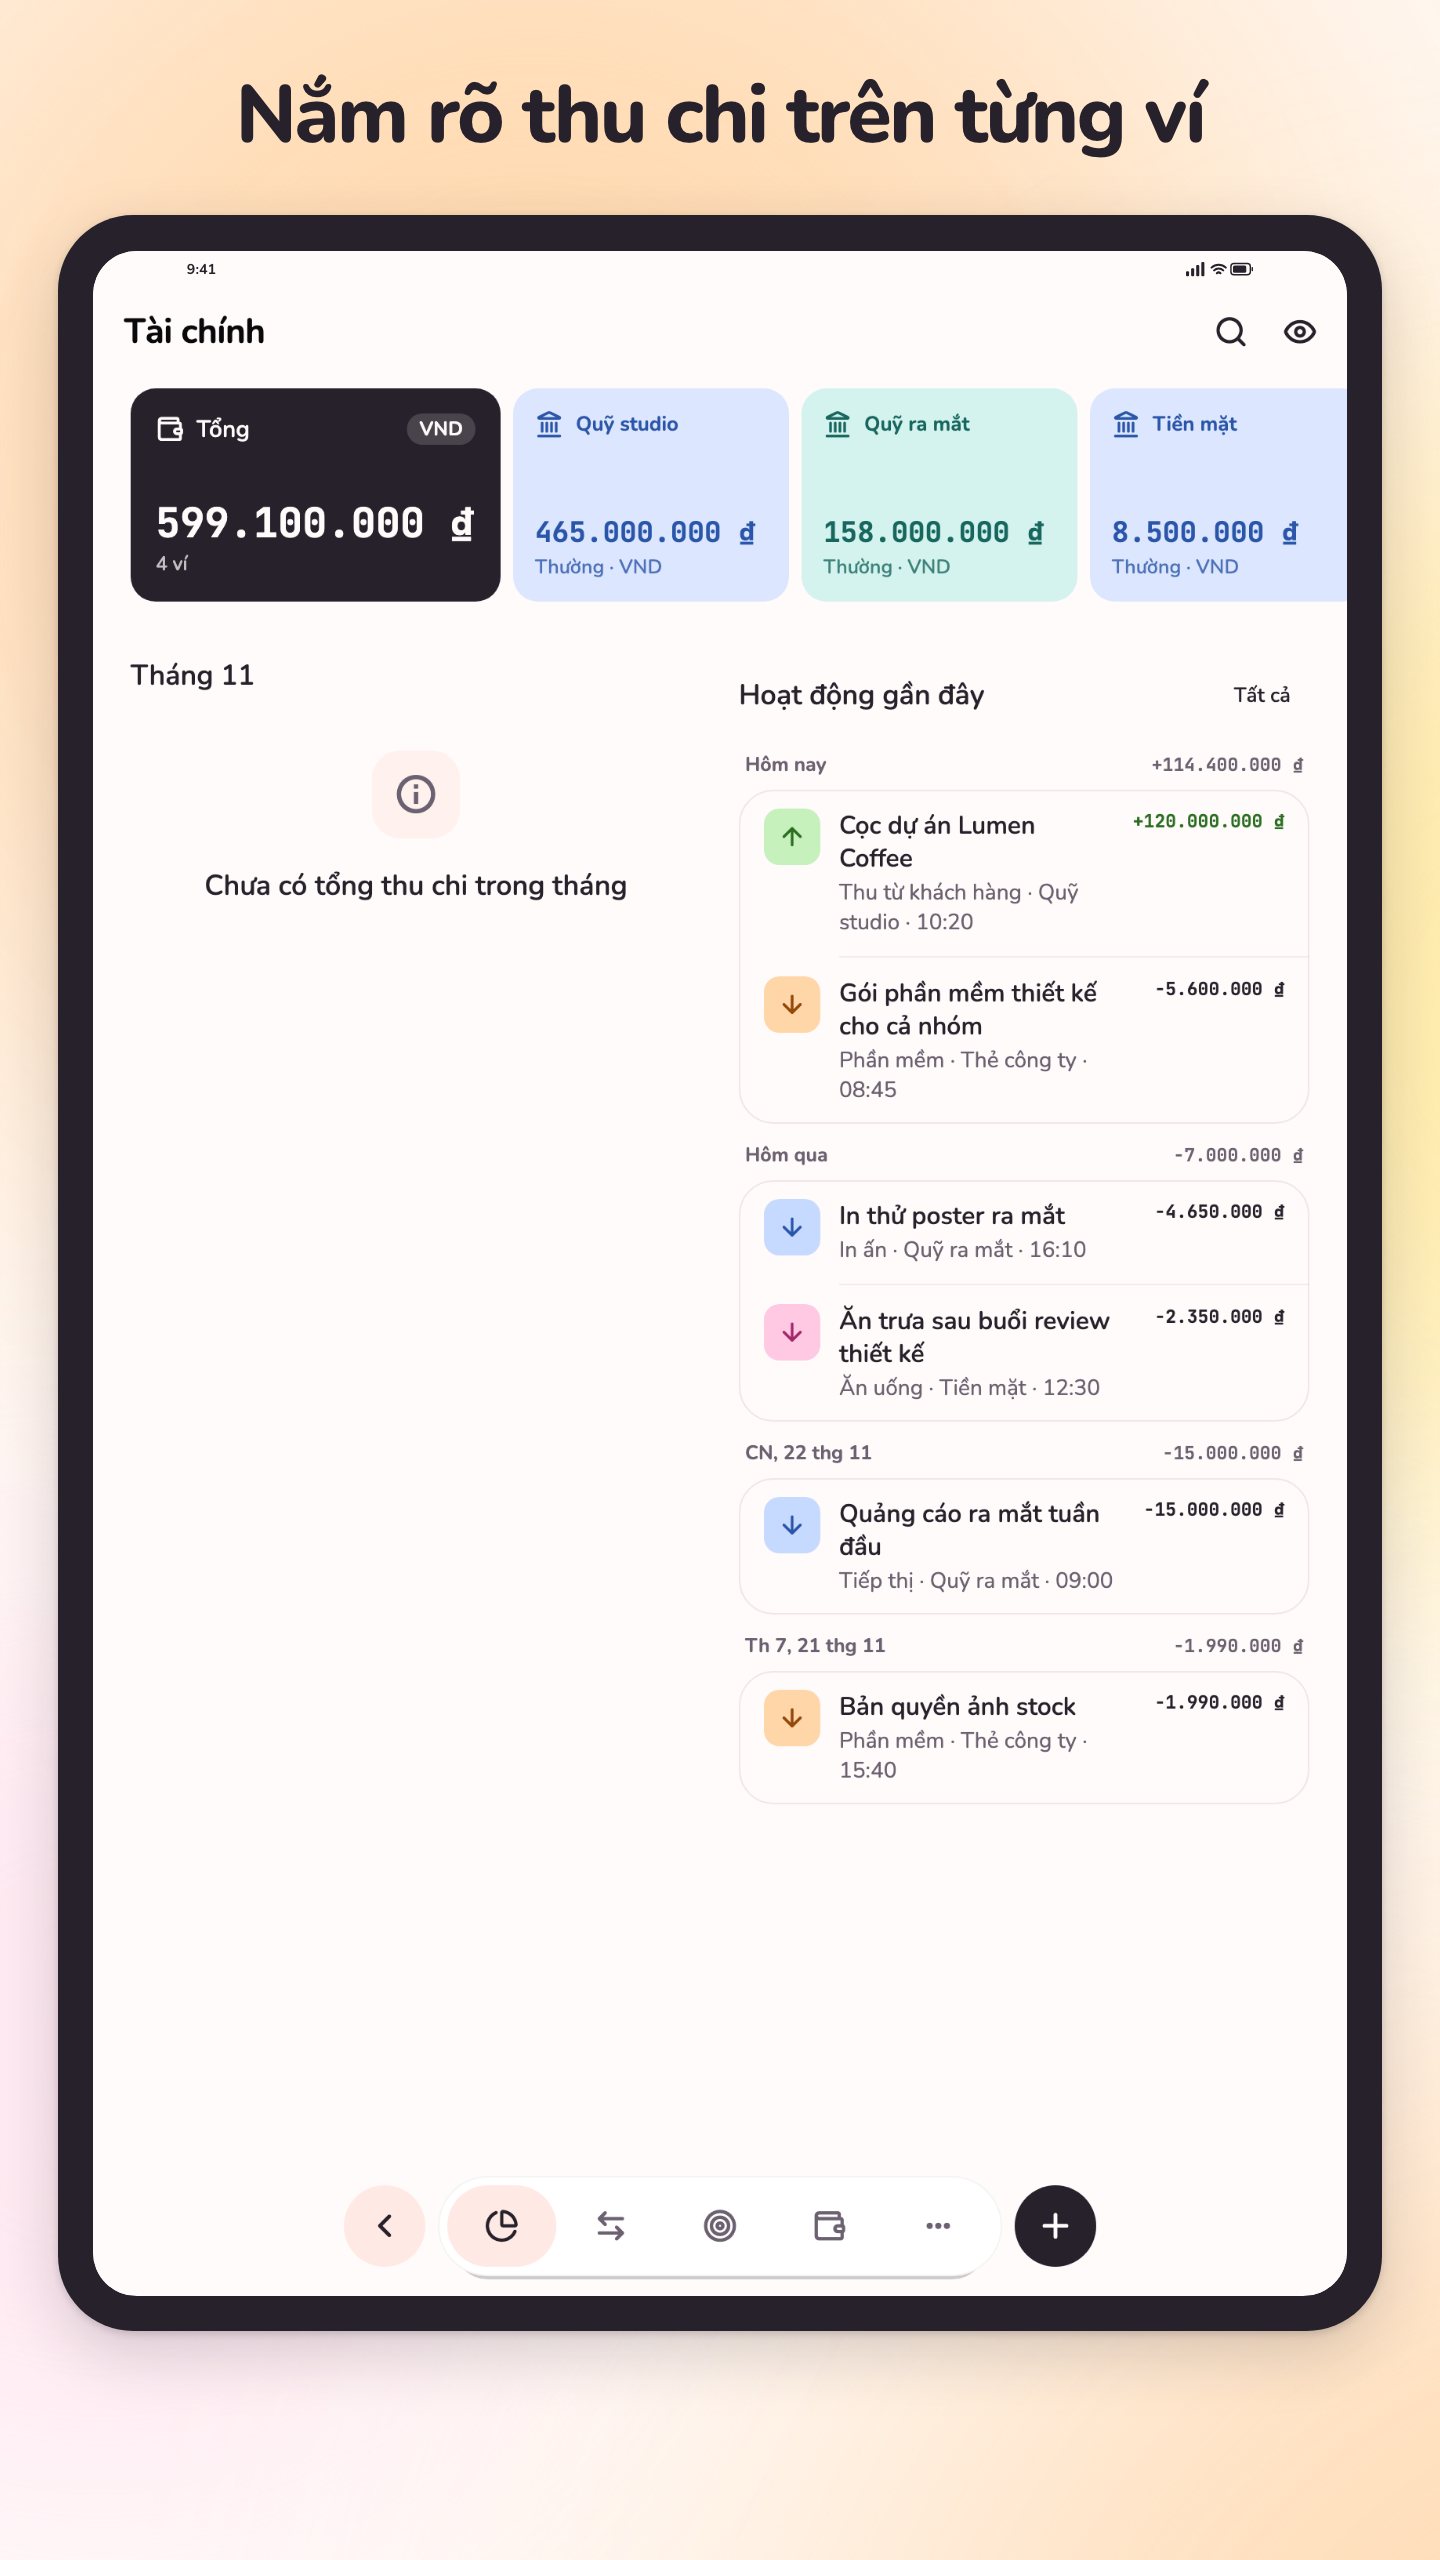 Nắm rõ thu chi trên từng ví
9:41
Tài chính
Tổng
VND
599.100.000 ₫
4 ví
Quỹ studio
465.000.000 ₫
Thường · VND
Quỹ ra mắt
158.000.000 ₫
Thường · VND
Tiền mặt
8.500.000 ₫
Thường · VND
Tháng 11
Chưa có tổng thu chi trong tháng
Hoạt động gần đây
Tất cả
Hôm nay
+114.400.000 ₫
Cọc dự án Lumen
Coffee
+120.000.000 ₫
Thu từ khách hàng · Quỹ
studio · 10:20
Gói phần mềm thiết kế
cho cả nhóm
-5.600.000 ₫
Phần mềm · Thẻ công ty ·
08:45
Hôm qua
-7.000.000 ₫
In thử poster ra mắt
-4.650.000 ₫
In ấn · Quỹ ra mắt · 16:10
Ăn trưa sau buổi review
thiết kế
-2.350.000 ₫
Ăn uống · Tiền mặt · 12:30
CN, 22 thg 11
-15.000.000 ₫
Quảng cáo ra mắt tuần
đầu
-15.000.000 ₫
Tiếp thị · Quỹ ra mắt · 09:00
Th 7, 21 thg 11
-1.990.000 ₫
Bản quyền ảnh stock
-1.990.000 ₫
Phần mềm · Thẻ công ty ·
15:40